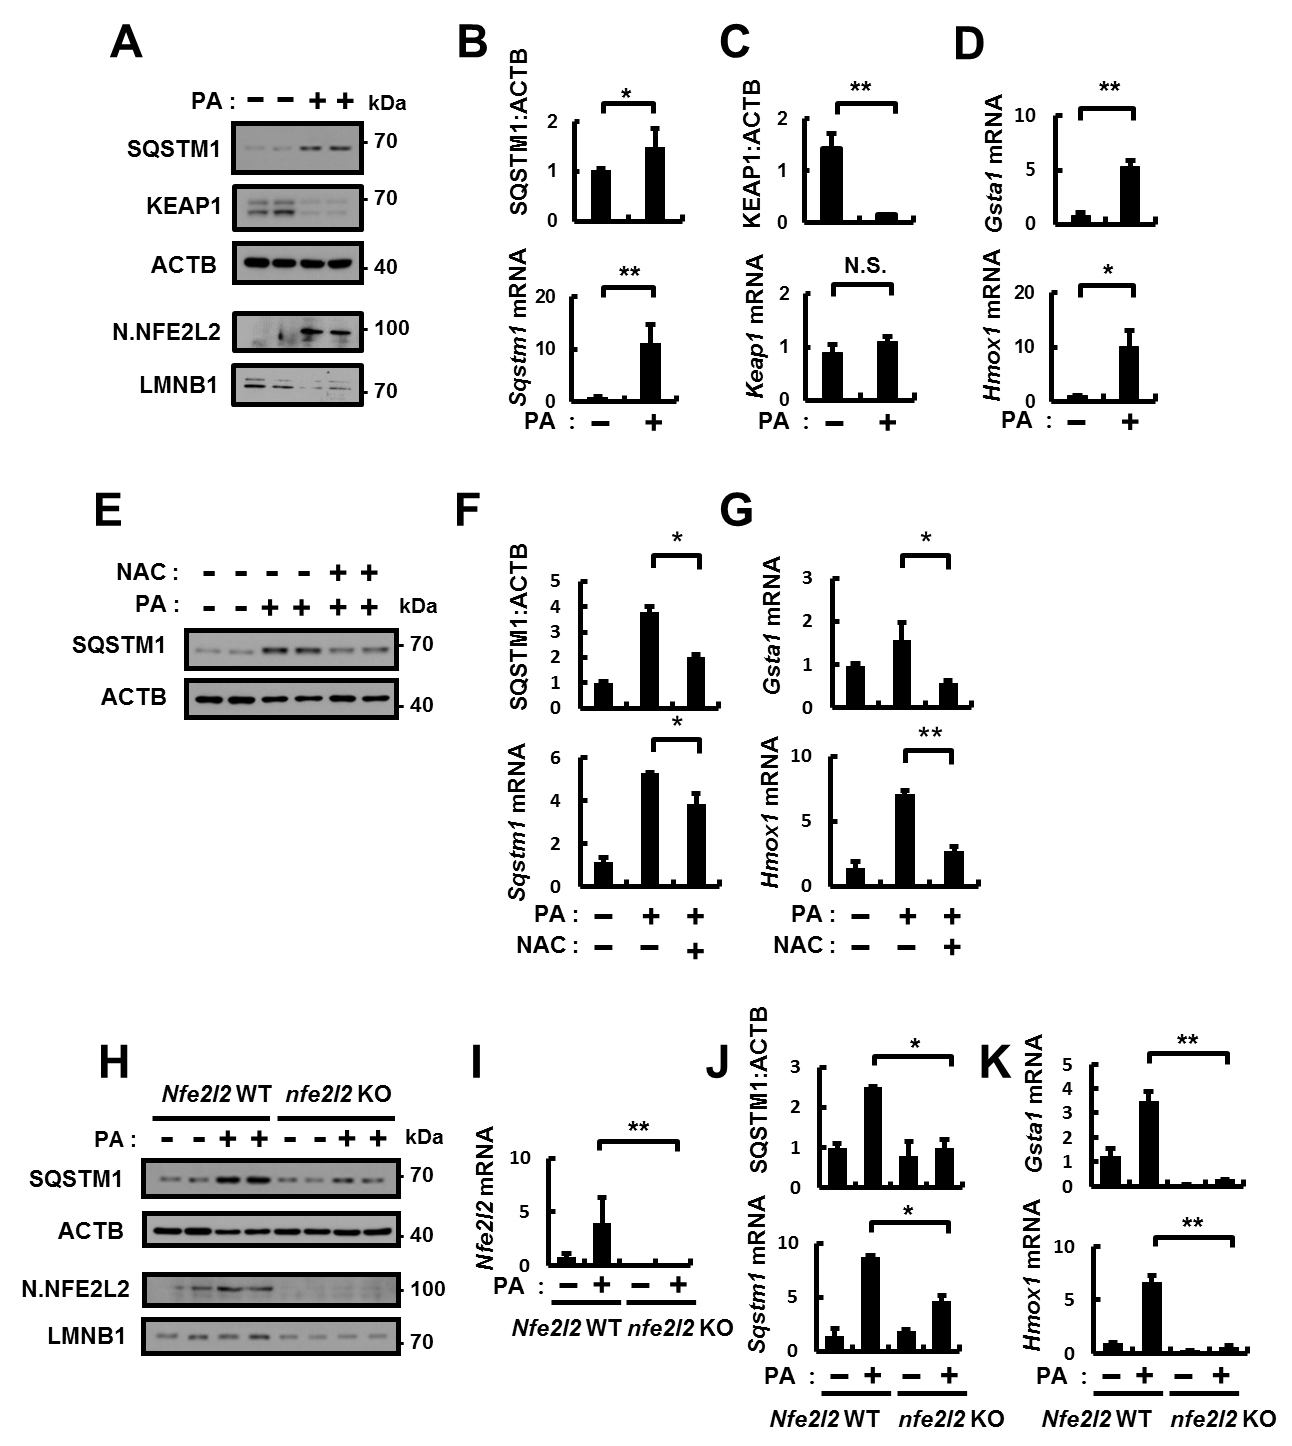 A
PA : − − + + kDa
SQSTM1 70
KEAP1 70
ACTB 40
N.NFE2L2 100
LMNB1 70
B
SQSTM1:ACTB
*
2
1
0
Sqstm1 mRNA
**
20
10
0
PA : − +
C
KEAP1:ACTB
**
2
1
0
Keap1 mRNA
N.S.
2
1
0
PA : − +
D
Gsta1 mRNA
**
10
5
0
Hmox1 mRNA
*
20
10
0
PA : − +
E
NAC : − − − − + +
PA : − − + + + + kDa
SQSTM1 70
ACTB 40
F
SQSTM1:ACTB
*
5
4
3
2
1
0
Sqstm1 mRNA
*
6
4
2
0
PA : − + +
NAC : − − +
G
Gsta1 mRNA
*
3
2
1
0
Hmox1 mRNA
**
10
5
0
PA : − + +
NAC : − − +
H
Nfe2l2 WT nfe2l2 KO
PA : − − + + − − + + kDa
SQSTM1 70
ACTB 40
N.NFE2L2 100
LMNB1 70
I
Nfe2l2 mRNA
**
10
5
0
PA : − + − +
Nfe2l2 WT nfe2l2 KO
J
SQSTM1:ACTB
*
3
2
1
0
Sqstm1 mRNA
*
10
5
0
PA : − + − +
Nfe2l2 WT nfe2l2 KO
K
Gsta1 mRNA
**
5
4
3
2
1
0
Hmox1 mRNA
**
10
5
0
PA : − + − +
Nfe2l2 WT nfe2l2 KO